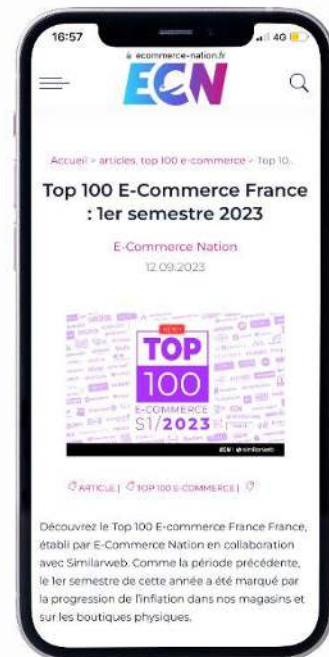 16:57
4G
ecommerce-nation.fr
ECN
Accueil > articles, top 100 e-commerce > Top 10...
Top 100 E-Commerce France
: 1er semestre 2023
E-Commerce Nation
12.09.2023
TOP
100
E-COMMERCE
S1/2023
ECN | similarweb
ARTICLE | TOP 100 E-COMMERCE |
Découvrez le Top 100 E-commerce France France,
établi par E-Commerce Nation en collaboration
avec Similarweb. Comme la période précédente,
le 1er semestre de cette année a été marqué par
la progression de l'inflation dans nos magasins et
sur les boutiques physiques.